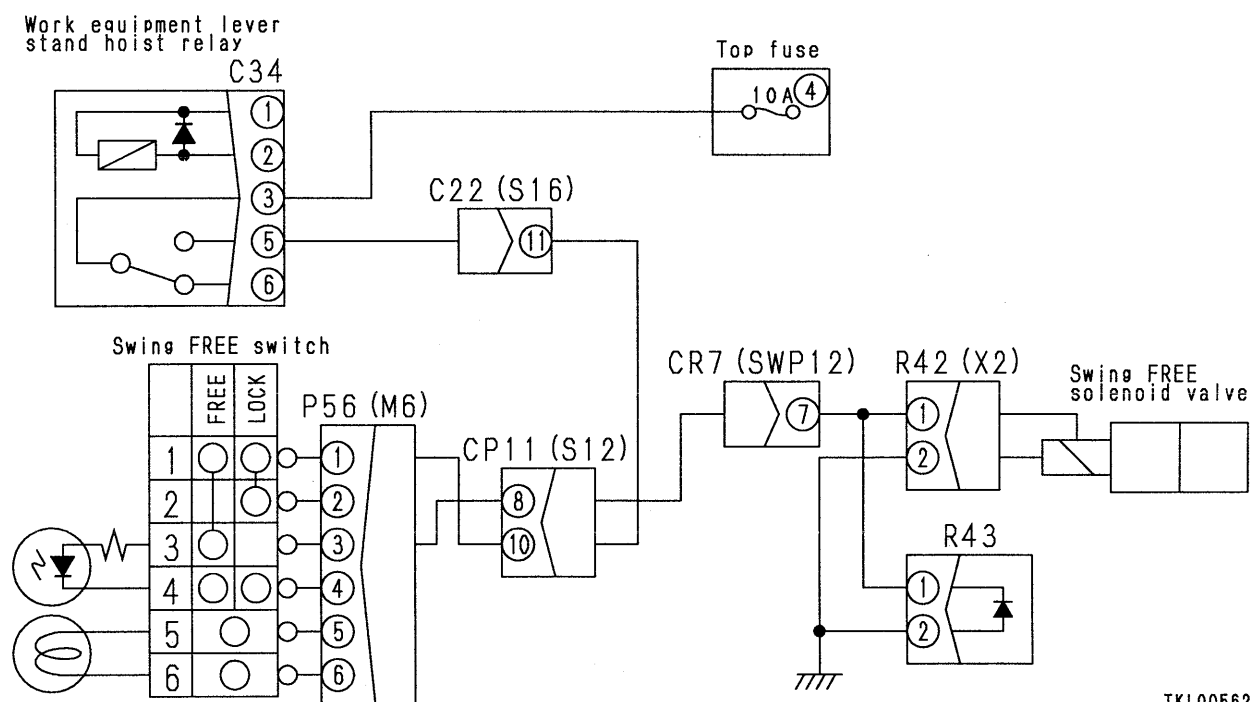 Work equipment lever
stand hoist relay
C34
1
2
3
5
6
Top fuse
10A 4
C22 (S16)
11
Swing FREE switch
FREE LOCK
1
2
3
4
5
6
P56 (M6)
1
2
3
4
5
6
CP11 (S12)
8
10
CR7 (SWP12)
7
R42 (X2)
1
2
Swing FREE
solenoid valve
R43
1
2
TKL00562